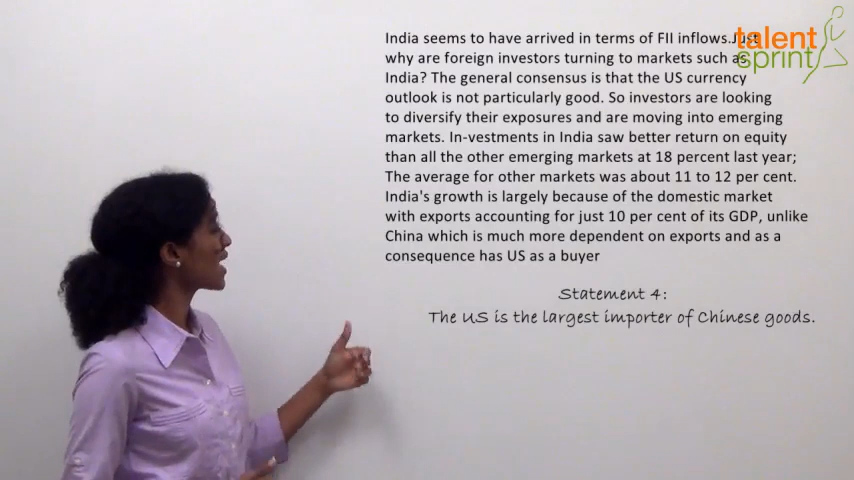 India seems to have arrived in terms of FII inflows.Just
why are foreign investors turning to markets such as
India? The general consensus is that the US currency
outlook is not particularly good. So investors are looking
to diversify their exposures and are moving into emerging
markets. In-vestments in India saw better return on equity
than all the other emerging markets at 18 percent last year;
The average for other markets was about 11 to 12 per cent.
India's growth is largely because of the domestic market
with exports accounting for just 10 per cent of its GDP, unlike
China which is much more dependent on exports and as a
consequence has US as a buyer
Statement 4:
The US is the largest importer of Chinese goods.
talent
sprint